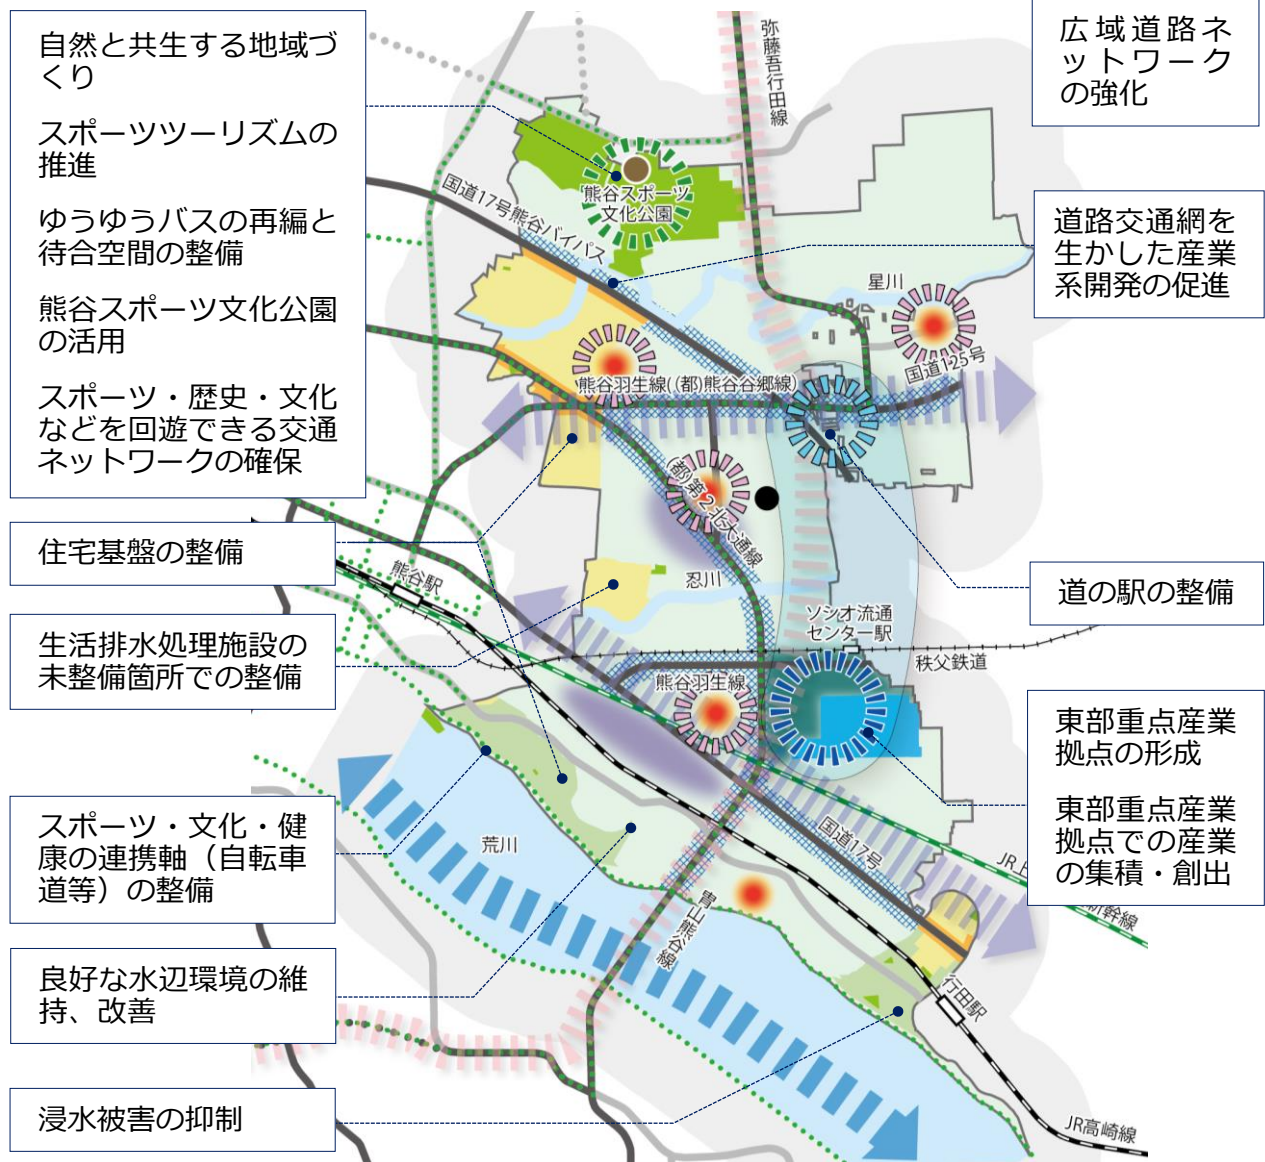 自然と共生する地域づ
くり
スポーツツーリズムの
推進
ゆうゆうバスの再編と
待合空間の整備
熊谷スポーツ文化公園
の活用
スポーツ・歴史・文化
などを回遊できる交通
ネットワークの確保
住宅基盤の整備
生活排水処理施設の
未整備箇所での整備
スポーツ・文化・健
康の連携軸（自転車
道等）の整備
良好な水辺環境の維
持、改善
浸水被害の抑制
広域道路ネ
ットワーク
の強化
道路交通網を
生かした産業
系開発の促進
道の駅の整備
東部重点産業
拠点の形成
東部重点産業
拠点での産業
の集積・創出
弥藤吾行田線
熊谷スポーツ
文化公園
国道17号熊谷バイパス
星川
国道125号
熊谷羽生線((都)熊谷谷郷線)
(都)第2北大通線
忍川
熊谷駅
ソシオ流通
センター駅
秩父鉄道
熊谷羽生線
荒川
国道17号
JR上
新幹線
冑山熊谷線
行田駅
JR高崎線